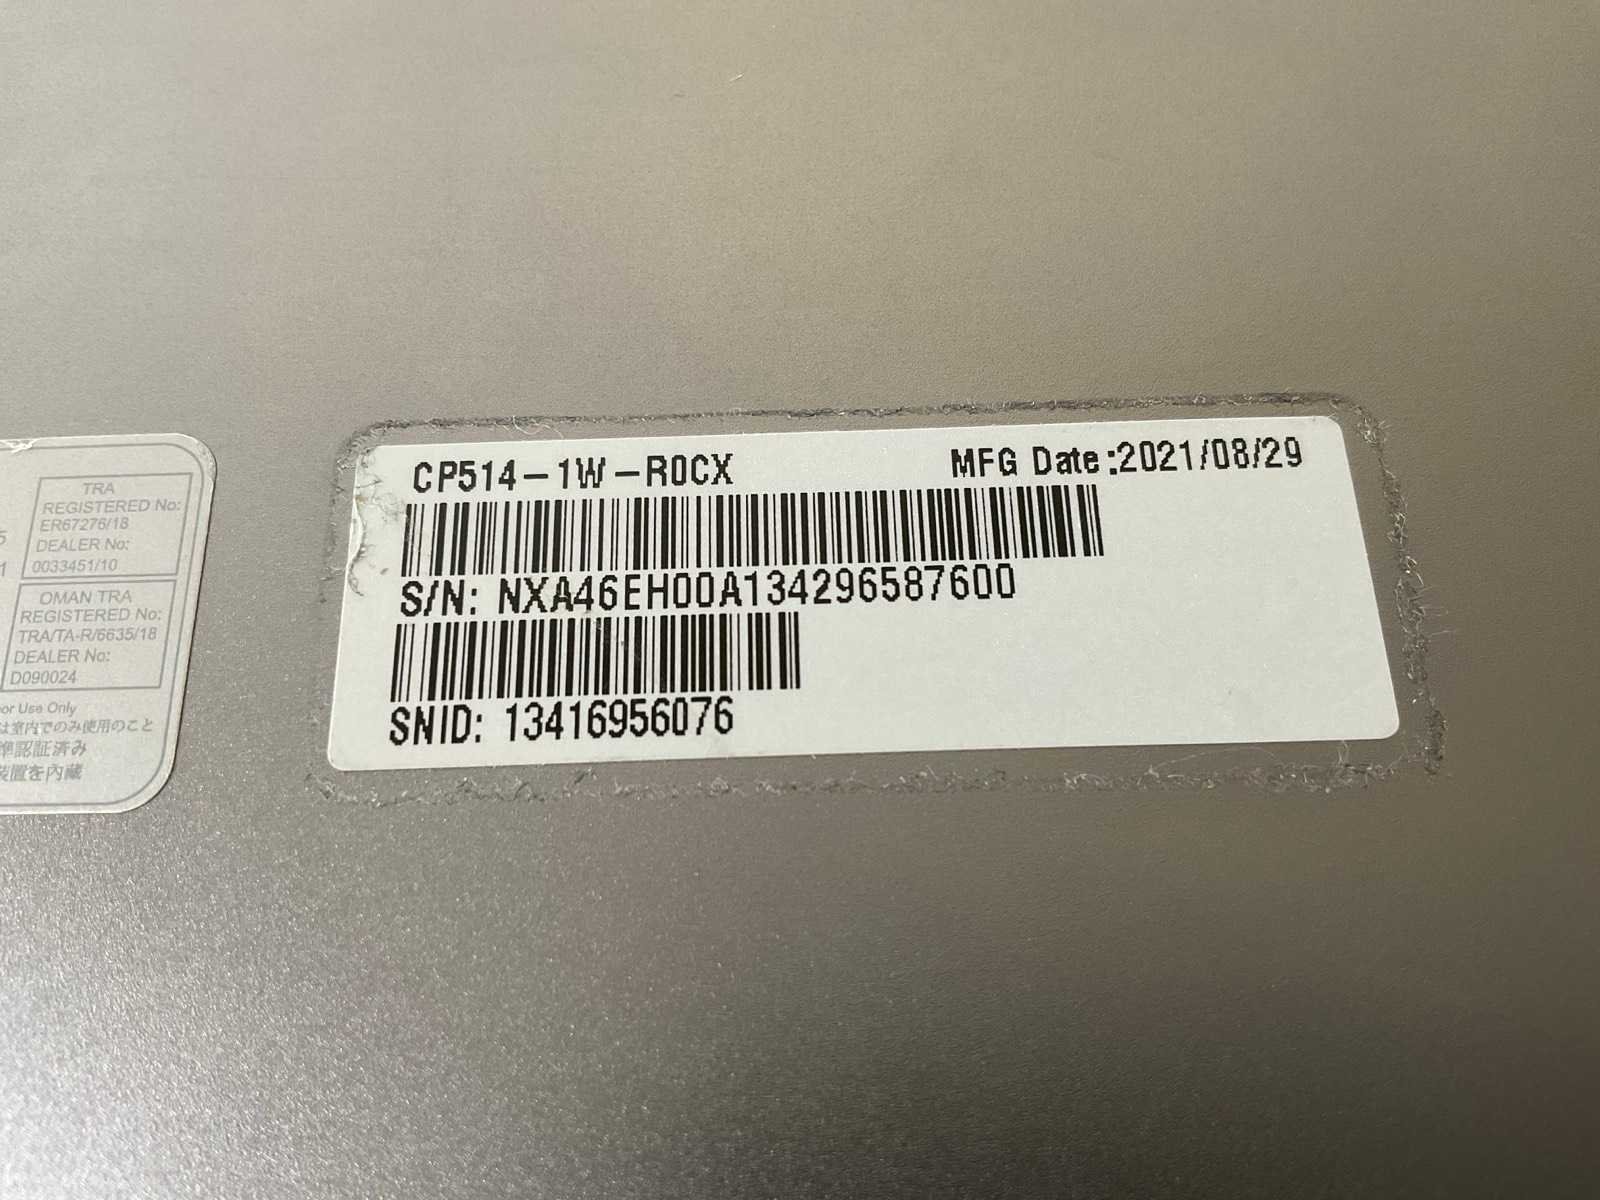 CP514-1W-R0CX
MFG Date:2021/08/29
S/N: NXA46EH00A134296587600
SNID: 13416956076
TRA
REGISTERED No:
ER67276/18
DEALER No:
0033451/10
OMAN TRA
REGISTERED No:
TRA/TA-R/6635/18
DEALER No:
D090024
Use Only
は室内でのみ使用のこと
準認証済み
装置を内蔵